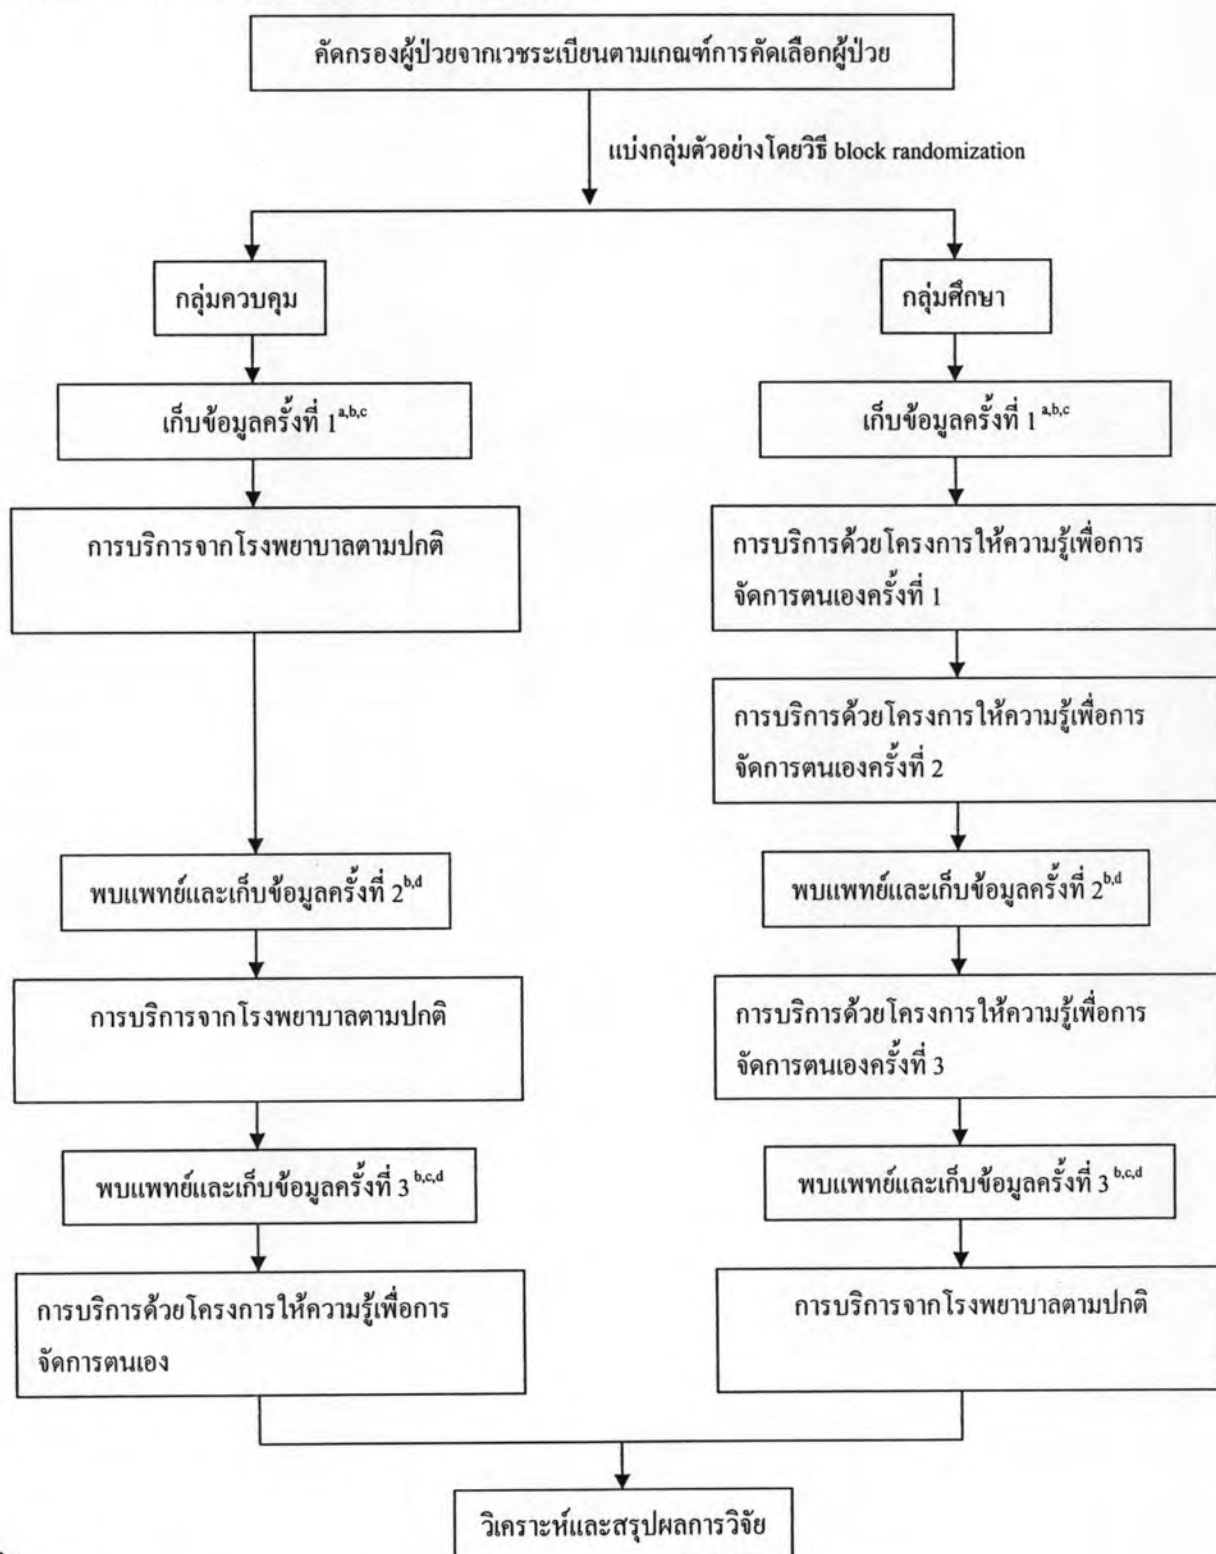 คัดกรองผู้ป่วยจากเวชระเบียนตามเกณฑ์การคัดเลือกผู้ป่วย
แบ่งกลุ่มตัวอย่างโดยวิธี block randomization
กลุ่มควบคุม
กลุ่มศึกษา
เก็บข้อมูลครั้งที่ 1a,b,c
เก็บข้อมูลครั้งที่ 1a,b,c
การบริการจากโรงพยาบาลตามปกติ
การบริการด้วยโครงการให้ความรู้เพื่อการ
จัดการตนเองครั้งที่ 1
การบริการด้วยโครงการให้ความรู้เพื่อการ
จัดการตนเองครั้งที่ 2
พบแพทย์และเก็บข้อมูลครั้งที่ 2b,d
พบแพทย์และเก็บข้อมูลครั้งที่ 2b,d
การบริการจากโรงพยาบาลตามปกติ
การบริการด้วยโครงการให้ความรู้เพื่อการ
จัดการตนเองครั้งที่ 3
พบแพทย์และเก็บข้อมูลครั้งที่ 3b,c,d
พบแพทย์และเก็บข้อมูลครั้งที่ 3b,c,d
การบริการด้วยโครงการให้ความรู้เพื่อการ
จัดการตนเอง
การบริการจากโรงพยาบาลตามปกติ
วิเคราะห์และสรุปผลการวิจัย